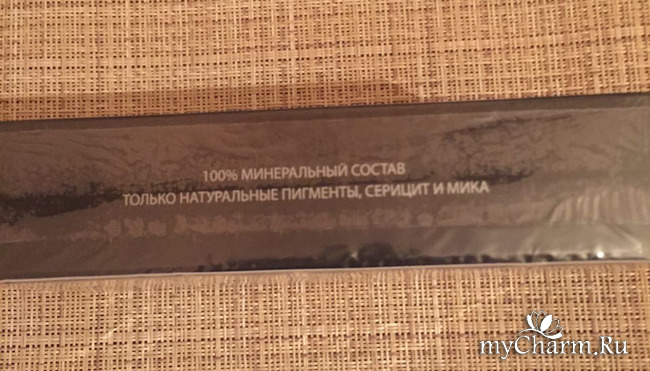 100% МИНЕРАЛЬНЫЙ СОСТАВ
ТОЛЬКО НАТУРАЛЬНЫЕ ПИГМЕНТЫ, СЕРИЦИТ И МИКА
myCharm.Ru